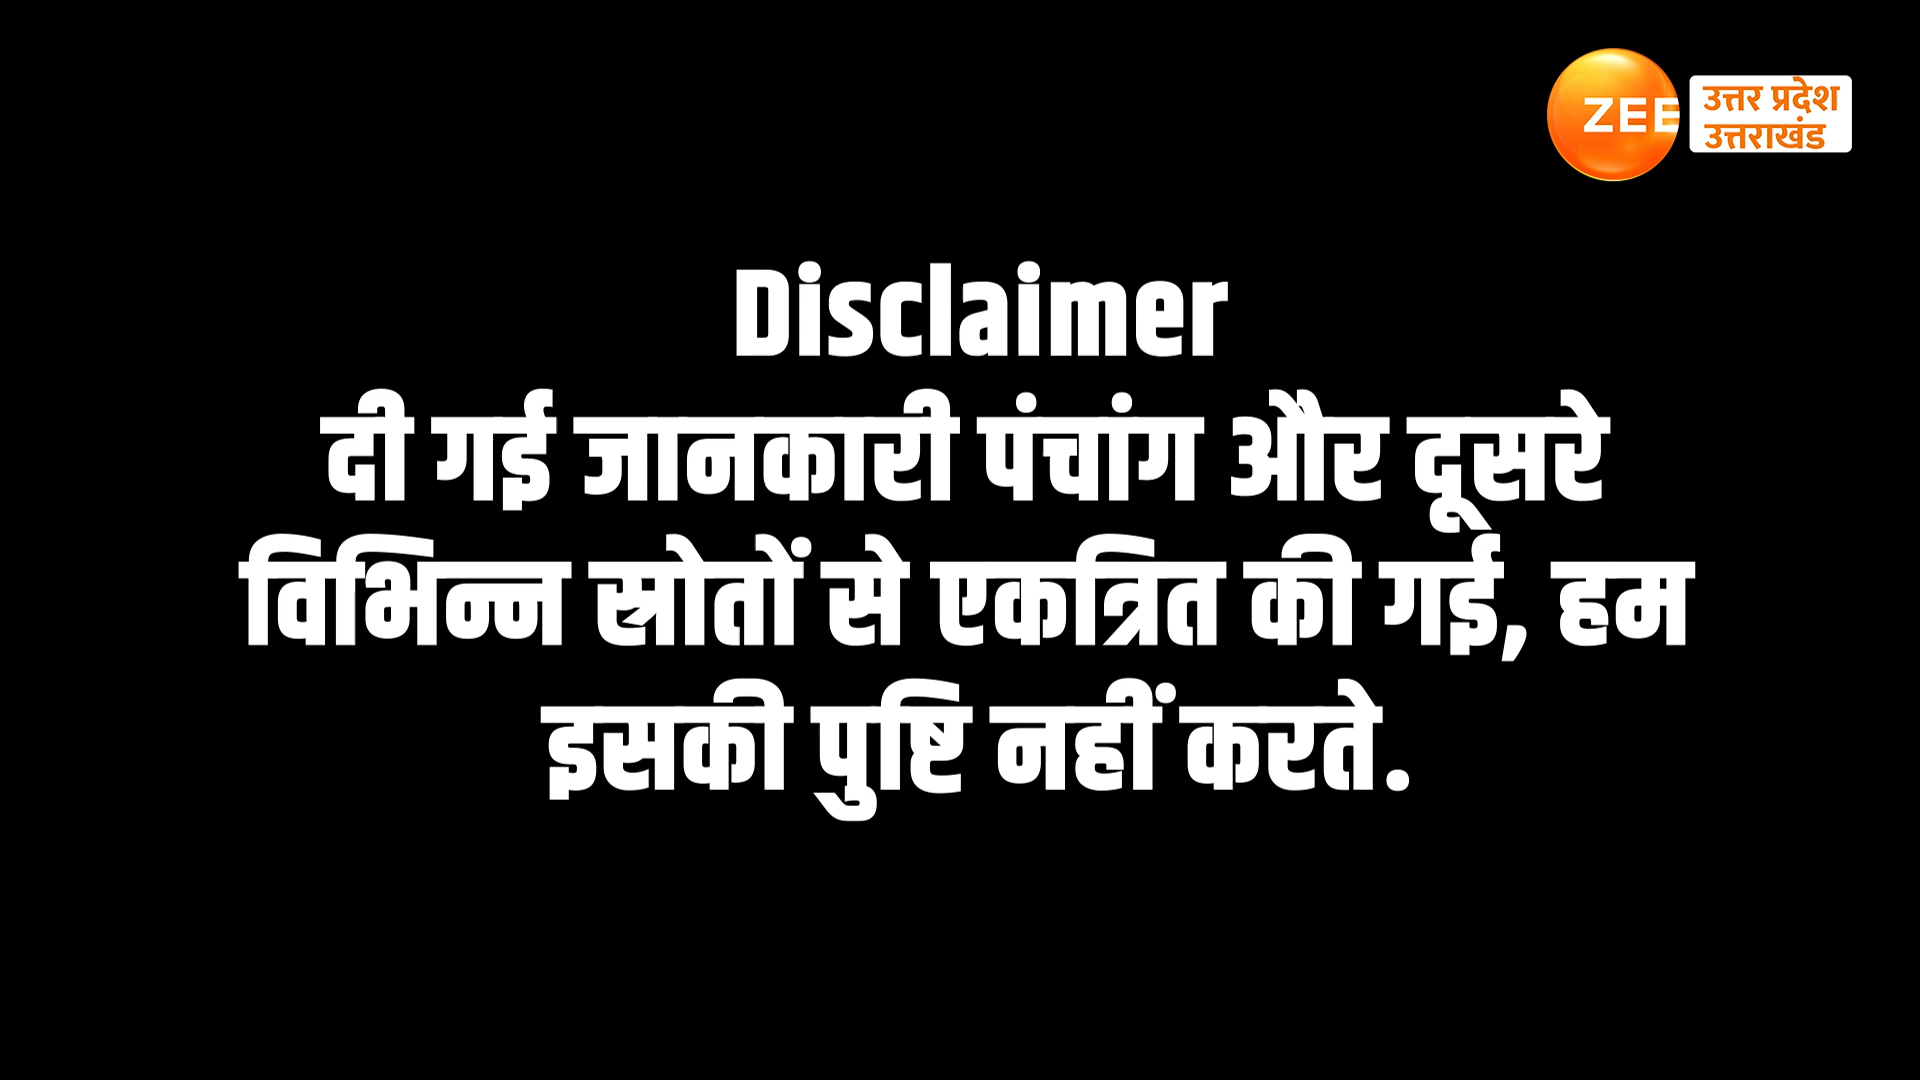 ZEE
उत्तर प्रदेश
उत्तराखंड
Disclaimer
दी गई जानकारी पंचांग और दूसरे
विभिन्न स्रोतों से एकत्रित की गई, हम
इसकी पुष्टि नहीं करते.